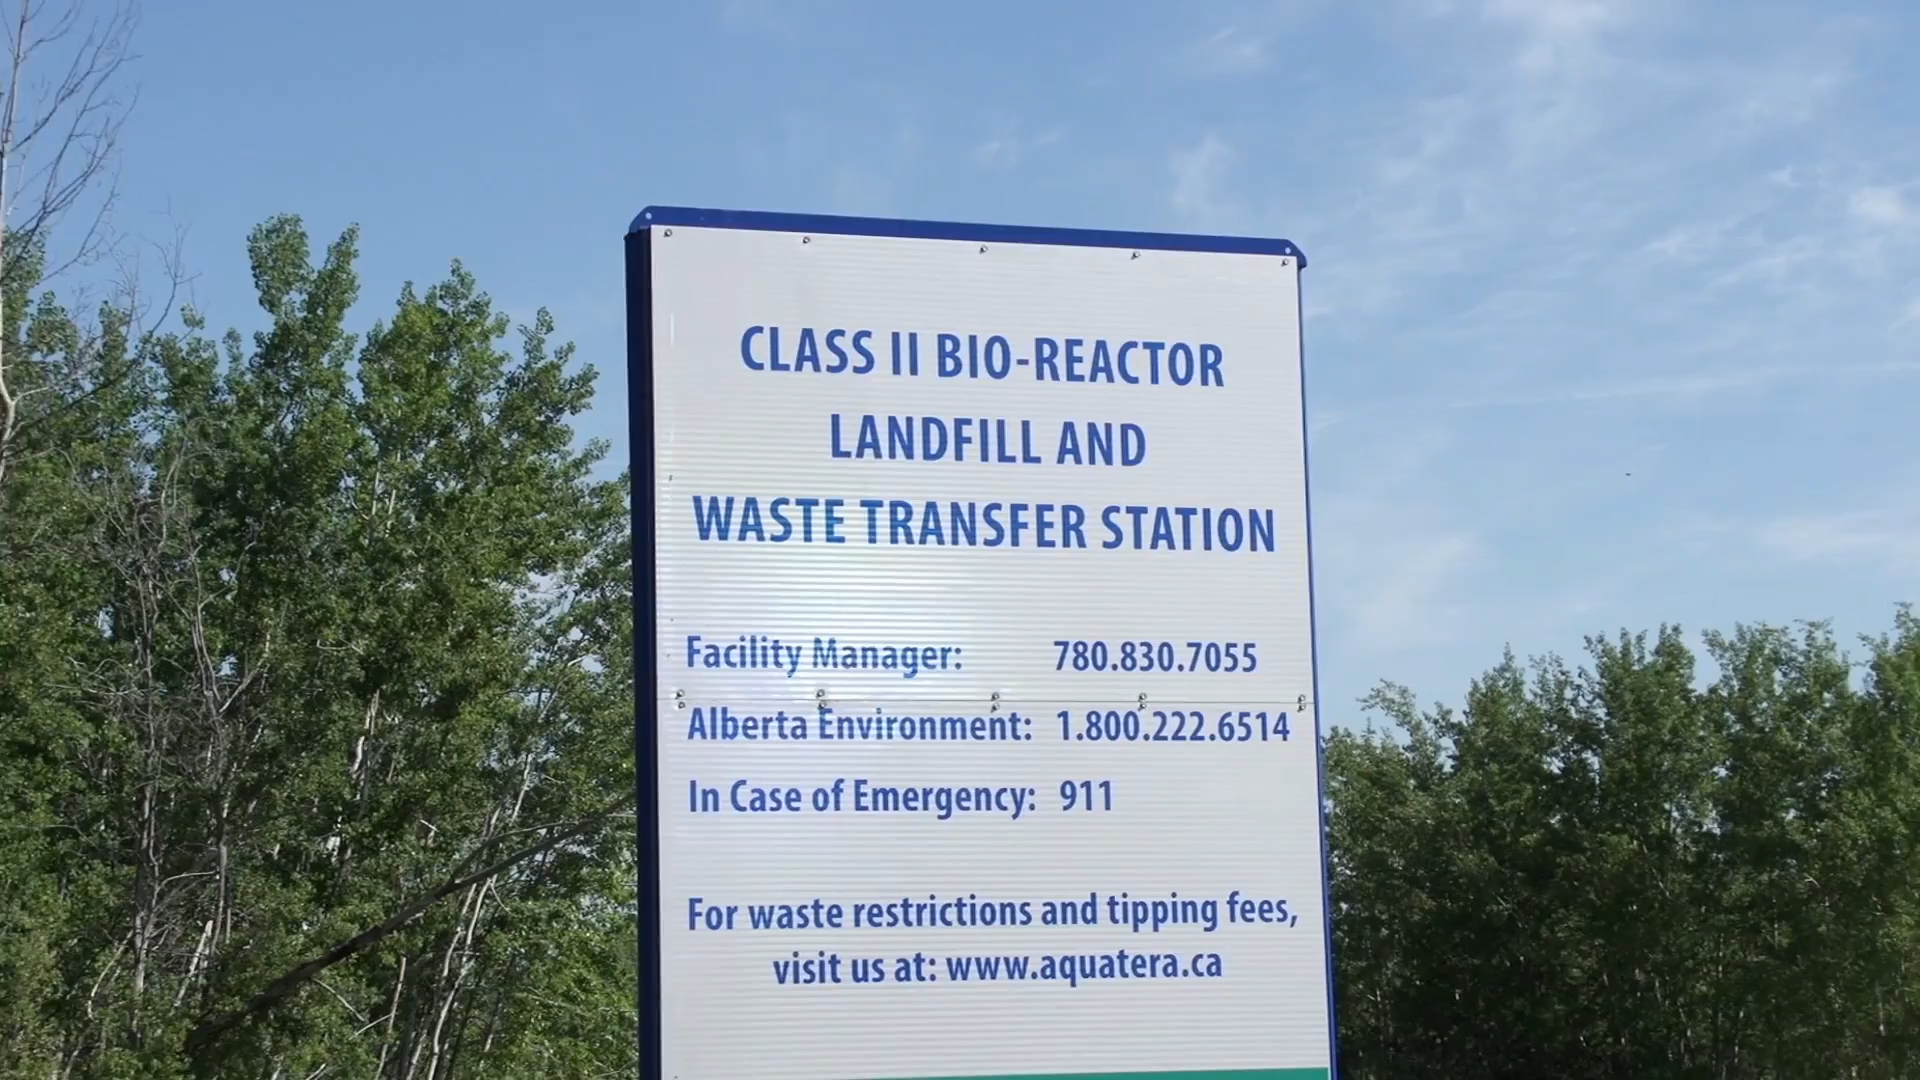 CLASS II BIO-REACTOR
LANDFILL AND
WASTE TRANSFER STATION
Facility Manager: 780.830.7055
Alberta Environment: 1.800.222.6514
In Case of Emergency: 911
For waste restrictions and tipping fees,
visit us at: www.aquatera.ca